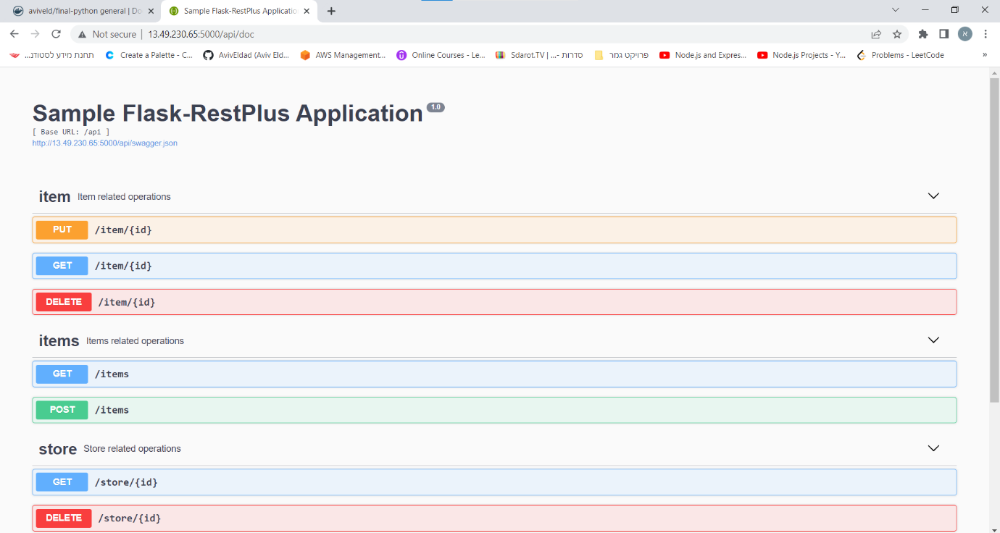 aviveld/final-python general | Do
Sample Flask-RestPlus Applicatio
Not secure | 13.49.230.65:5000/api/doc
א
תחנת מידע לסטודנ...
Create a Palette - C...
AvivEldad (Aviv Eld...
AWS Management...
Online Courses - Le...
Sdarot.TV | ...- סדרות
פרויקט גמר
Node.js and Expres...
Node.js Projects - Y...
Problems - LeetCode
»
Sample Flask-RestPlus Application 1.0
[ Base URL: /api ]
http://13.49.230.65:5000/api/swagger.json
item Item related operations
PUT /item/{id}
GET /item/{id}
DELETE /item/{id}
items Items related operations
GET /items
POST /items
store Store related operations
GET /store/{id}
DELETE /store/{id}